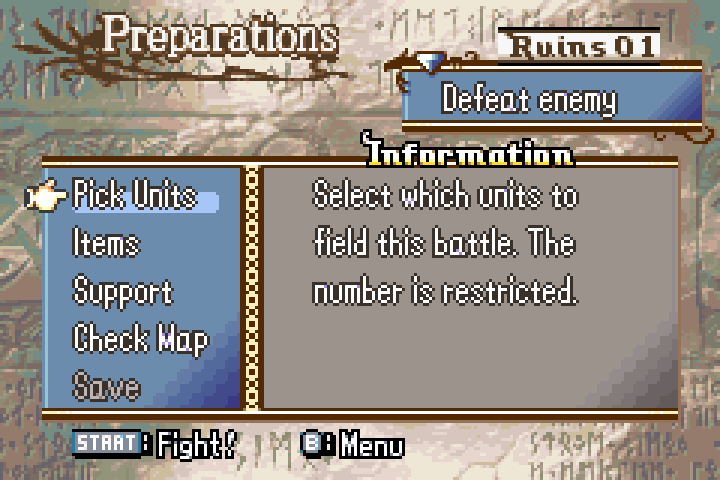 Preparations
Ruins 01
Defeat enemy
Information
Pick Units
Items
Support
Check Map
Save
Select which units to
field this battle. The
number is restricted.
START: Fight! B: Menu